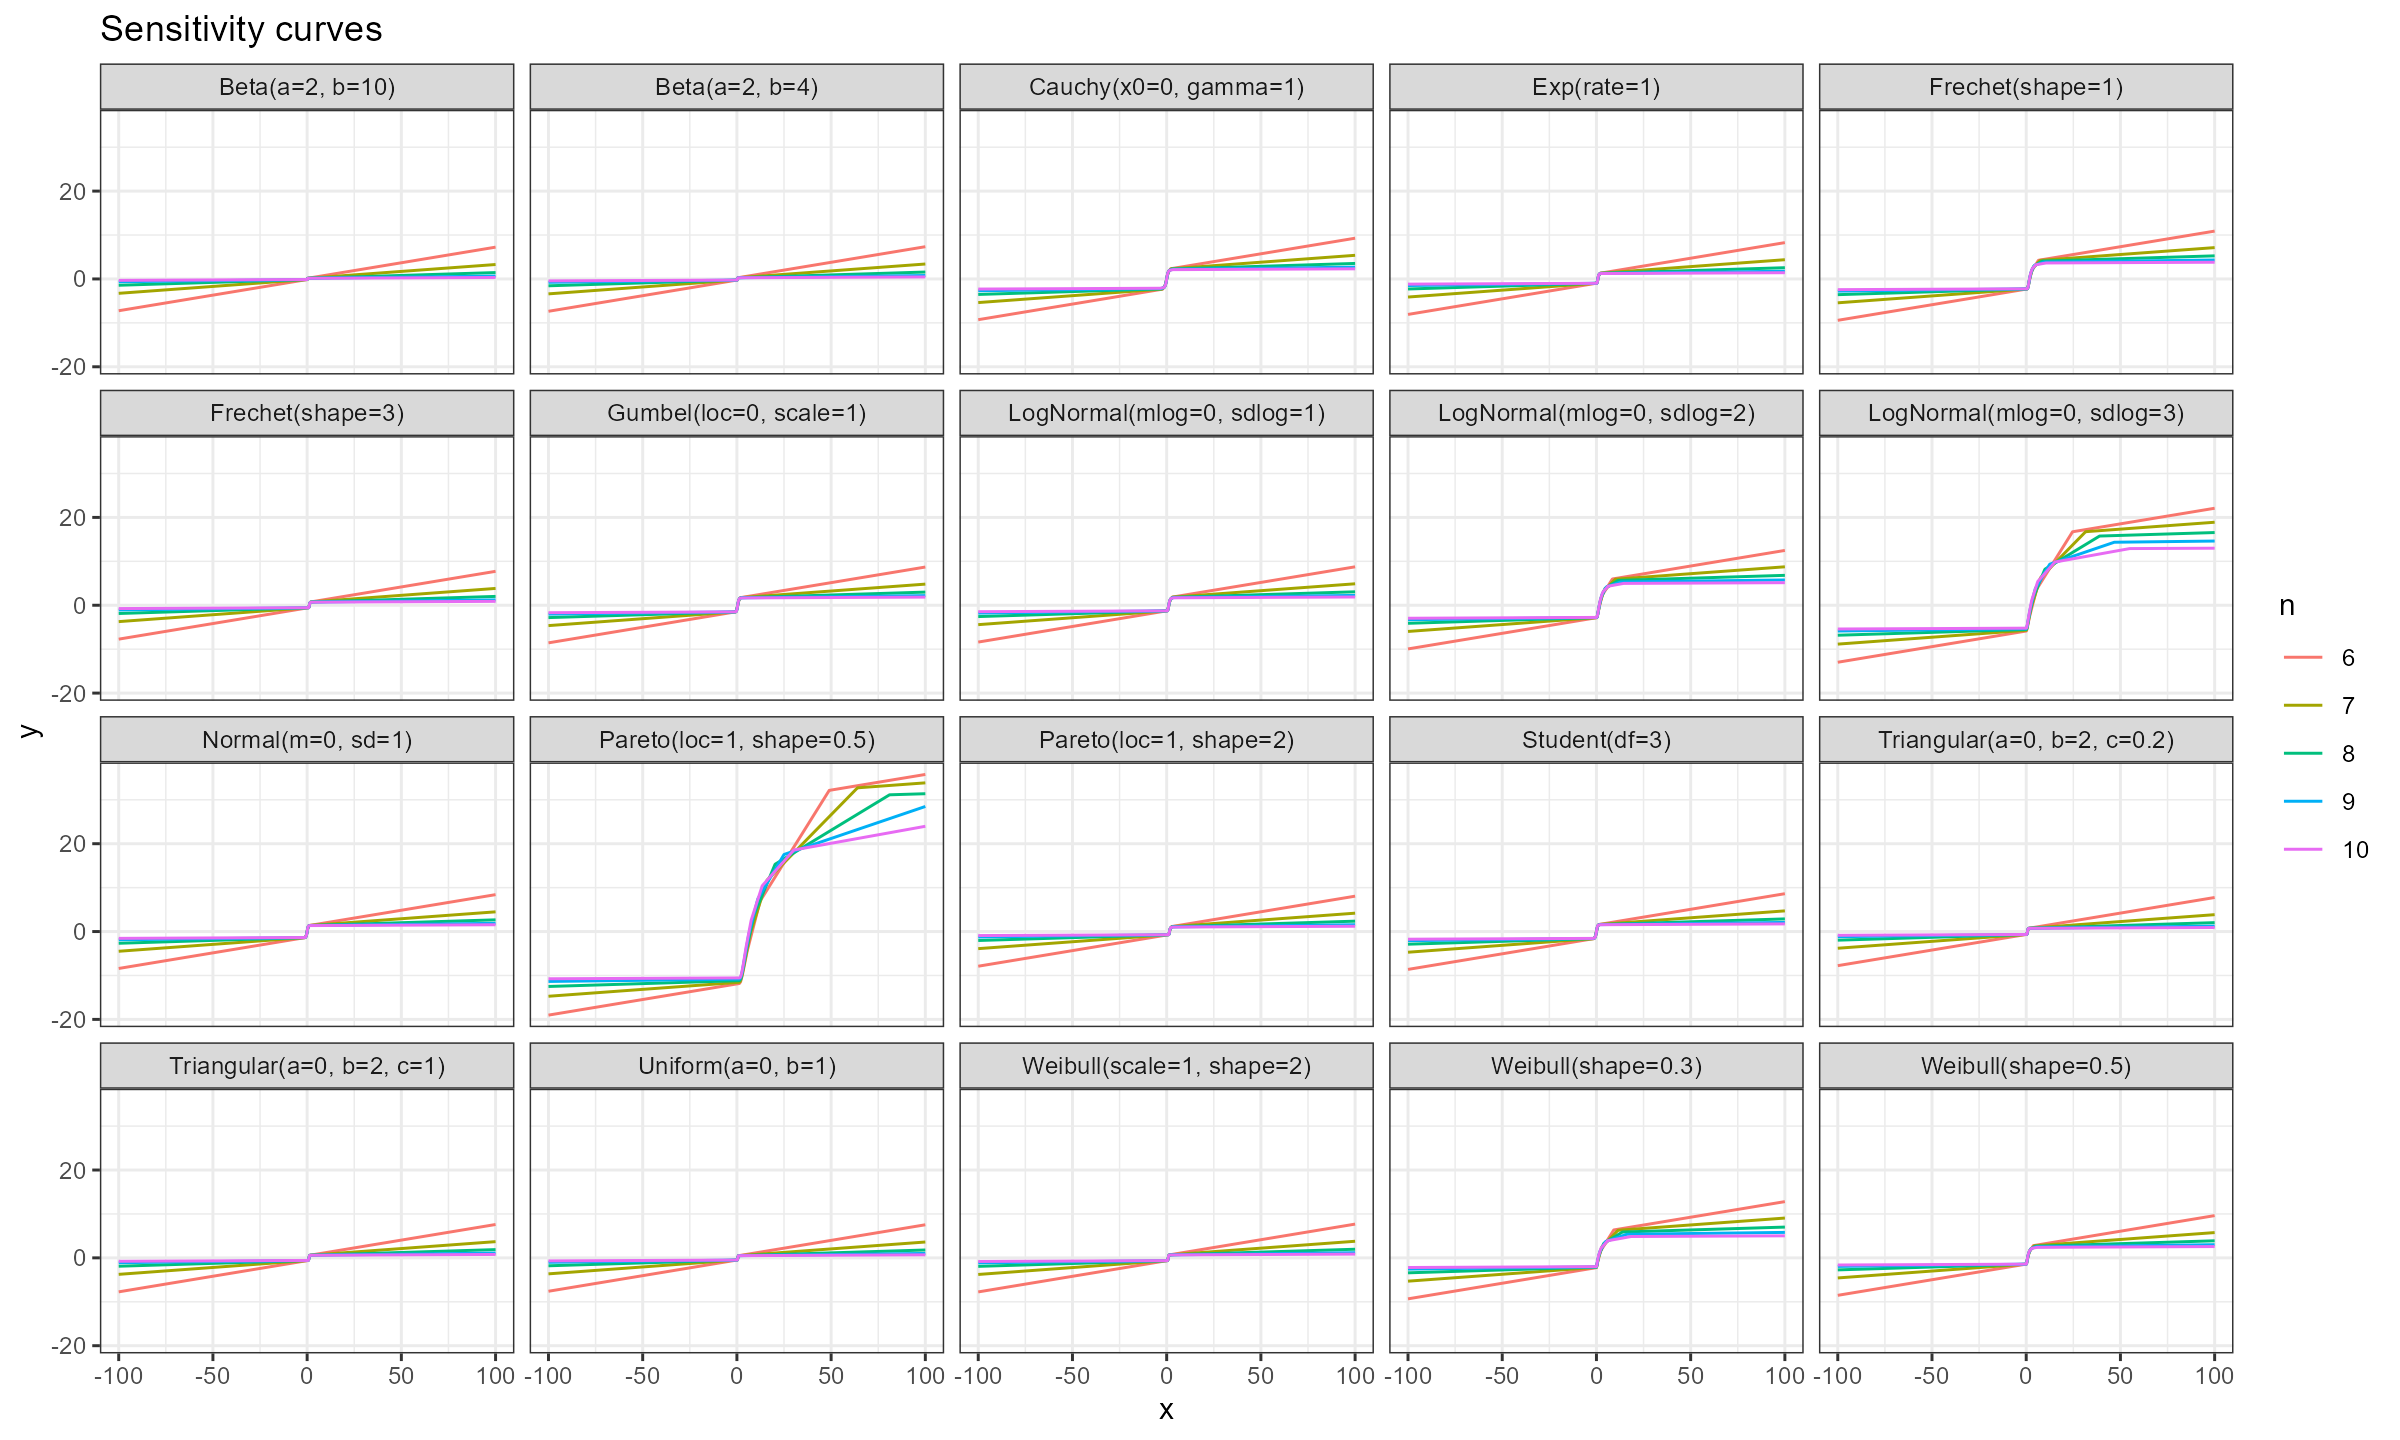 Sensitivity curves
Beta(a=2, b=10) Beta(a=2, b=4) Cauchy(x0=0, gamma=1) Exp(rate=1) Frechet(shape=1)
20
0
-20
Frechet(shape=3) Gumbel(loc=0, scale=1) LogNormal(mlog=0, sdlog=1) LogNormal(mlog=0, sdlog=2) LogNormal(mlog=0, sdlog=3)
20
0
-20
Normal(m=0, sd=1) Pareto(loc=1, shape=0.5) Pareto(loc=1, shape=2) Student(df=3) Triangular(a=0, b=2, c=0.2)
20
0
-20
Triangular(a=0, b=2, c=1) Uniform(a=0, b=1) Weibull(scale=1, shape=2) Weibull(shape=0.3) Weibull(shape=0.5)
20
0
-20
-100 -50 0 50 100 -100 -50 0 50 100 -100 -50 0 50 100 -100 -50 0 50 100 -100 -50 0 50 100
x
y
n
6
7
8
9
10